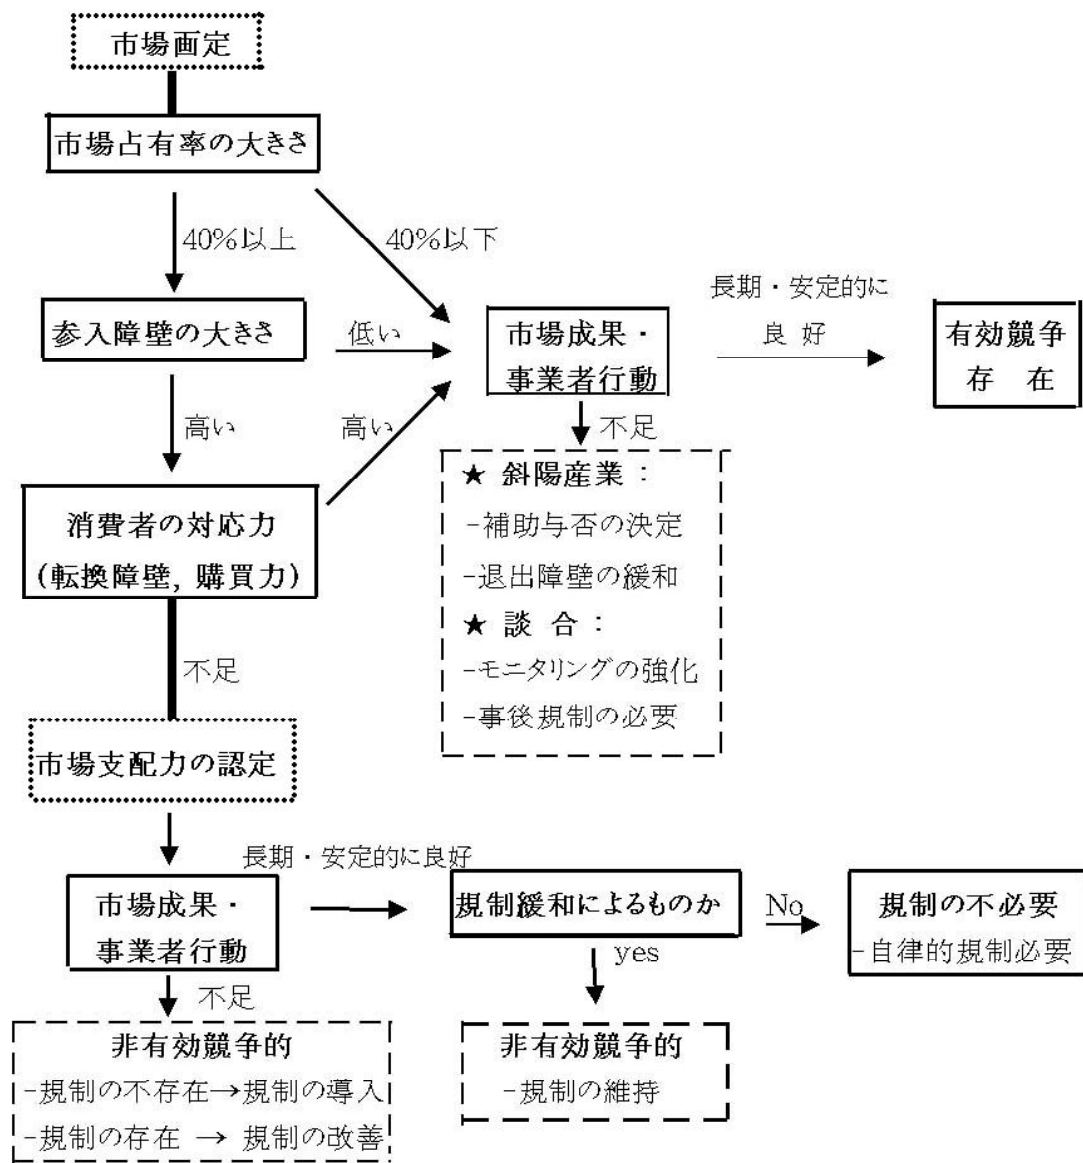 市場画定
市場占有率の大きさ
40%以上
40%以下
参入障壁の大きさ
低い
市場成果・
事業者行動
長期・安定的に
良 好
有効競争
存 在
高い
高い
不足
消費者の対応力
(転換障壁, 購買力)
★ 斜陽産業 :
-補助与否の決定
-退出障壁の緩和
★ 談 合 :
-モニタリングの強化
-事後規制の必要
不足
市場支配力の認定
長期・安定的に良好
市場成果・
事業者行動
規制緩和によるものか
No
規制の不必要
-自律的規制必要
yes
不足
非有効競争的
-規制の不存在→規制の導入
-規制の存在 → 規制の改善
非有効競争的
-規制の維持